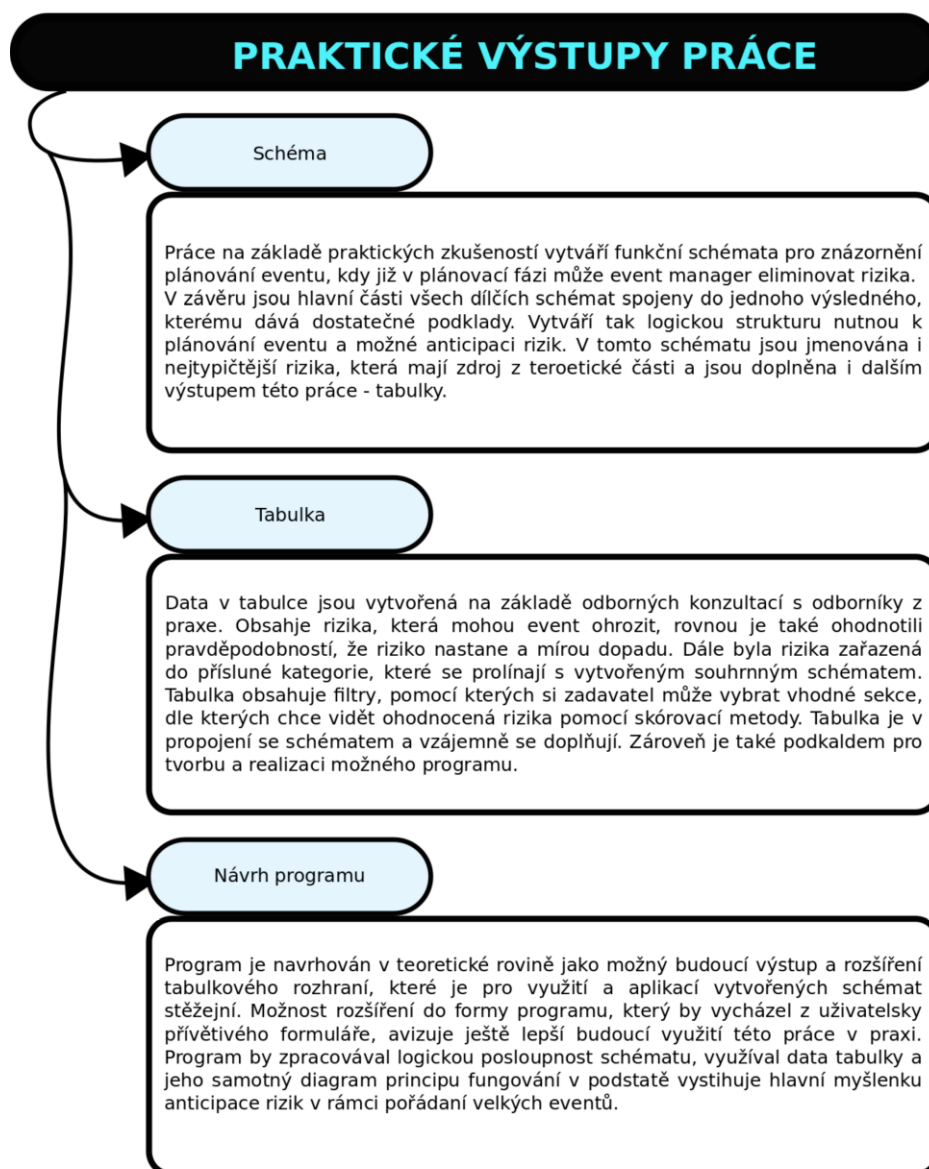 PRAKTICKÉ VÝSTUPY PRÁCE
Schéma
Práce na základě praktických zkušeností vytváří funkční schémata pro znázornění
plánování eventu, kdy již v plánovací fázi může event manager eliminovat rizika.
V závěru jsou hlavní části všech dílčích schémat spojeny do jednoho výsledného,
kterému dává dostatečné podklady. Vytváří tak logickou strukturu nutnou k
plánování eventu a možné anticipaci rizik. V tomto schématu jsou jmenována i
nejtypičtější rizika, která mají zdroj z teroetické části a jsou doplněna i dalším
výstupem této práce - tabulky.
Tabulka
Data v tabulce jsou vytvořená na základě odborných konzultací s odborníky z
praxe. Obsahje rizika, která mohou event ohrozit, rovnou je také ohodnotili
pravděpodobností, že riziko nastane a mírou dopadu. Dále byla rizika zařazená
do přísluné kategorie, které se prolínají s vytvořeným souhrnným schématem.
Tabulka obsahuje filtry, pomocí kterých si zadavatel může vybrat vhodné sekce,
dle kterých chce vidět ohodnocená rizika pomocí skórovací metody. Tabulka je v
propojení se schématem a vzájemně se doplňují. Zároveň je také podkaldem pro
tvorbu a realizaci možného programu.
Návrh programu
Program je navrhován v teoretické rovině jako možný budoucí výstup a rozšíření
tabulkového rozhraní, které je pro využití a aplikací vytvořených schémat
stěžejní. Možnost rozšíření do formy programu, který by vycházel z uživatelsky
přívětivého formuláře, avizuje ještě lepší budoucí využití této práce v praxi.
Program by zpracovával logickou posloupnost schématu, využíval data tabulky a
jeho samotný diagram principu fungování v podstatě vystihuje hlavní myšlenku
anticipace rizik v rámci pořádaní velkých eventů.